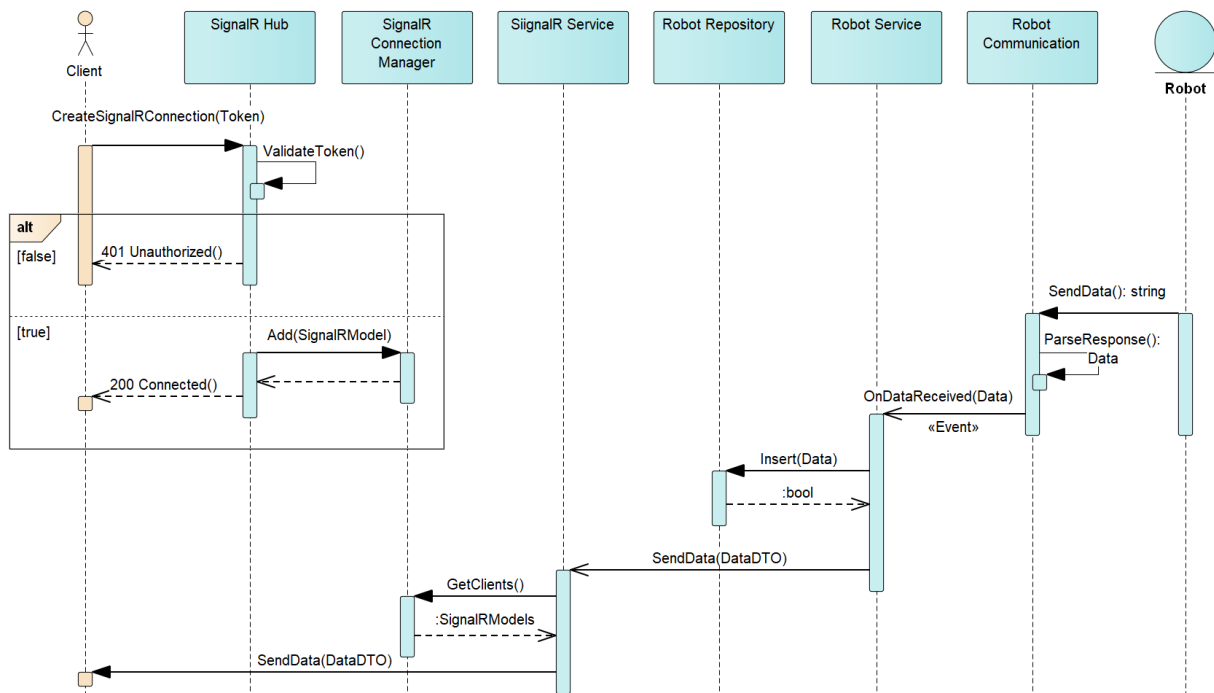 SignalR Hub
SignalR
Connection
Manager
SiignalR Service
Robot Repository
Robot Service
Robot
Communication
Client
Robot
CreateSignalRConnection(Token)
ValidateToken()
alt
[false]
401 Unauthorized()
SendData(): string
[true]
Add(SignalRModel)
ParseResponse():
Data
200 Connected()
OnDataReceived(Data)
«Event»
Insert(Data)
:bool
SendData(DataDTO)
GetClients()
:SignalRModels
SendData(DataDTO)